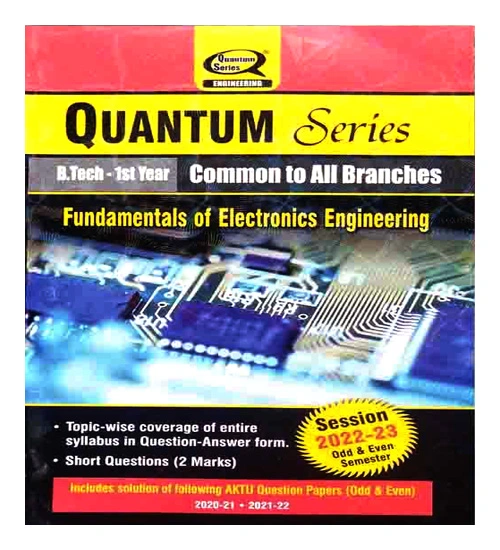 Quantum
Series
ENGINEERING
QUANTUM Series
B.Tech - 1st Year Common to All Branches
Fundamentals of Electronics Engineering
• Topic-wise coverage of entire
syllabus in Question-Answer form.
• Short Questions (2 Marks)
Session
2022-23
Odd & Even
Semester
Includes solution of following AKTU Question Papers (Odd & Even)
2020-21 • 2021-22